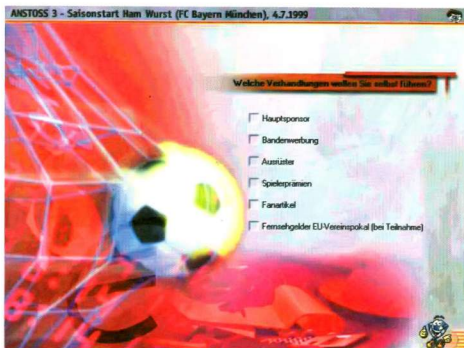 ANSTOSS 3 - Saisonstart Ham Wurst (FC Bayern München), 4.7.1999
Welche Verhandlungen wollen Sie selbst führen?
Hauptsponsor
Bandenwerbung
Ausrüster
Spielerprämien
Fanartikel
Fernsehgelder EU-Vereinspokal (bei Teilnahme)